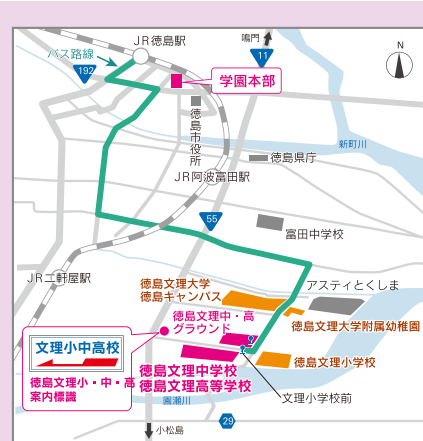 JR徳島駅
鳴門
バス路線
N
192
11
学園本部
徳島市役所
新町川
徳島県庁
JR阿波富田駅
55
富田中学校
JR二軒屋駅
徳島文理大学
徳島キャンパス
アスティとくしま
徳島文理中・高
グラウンド
徳島文理大学附属幼稚園
文理小中高校
徳島文理小・中・高
案内標識
徳島文理中学校
徳島文理高等学校
徳島文理小学校
文理小学校前
園瀬川
29
小松島